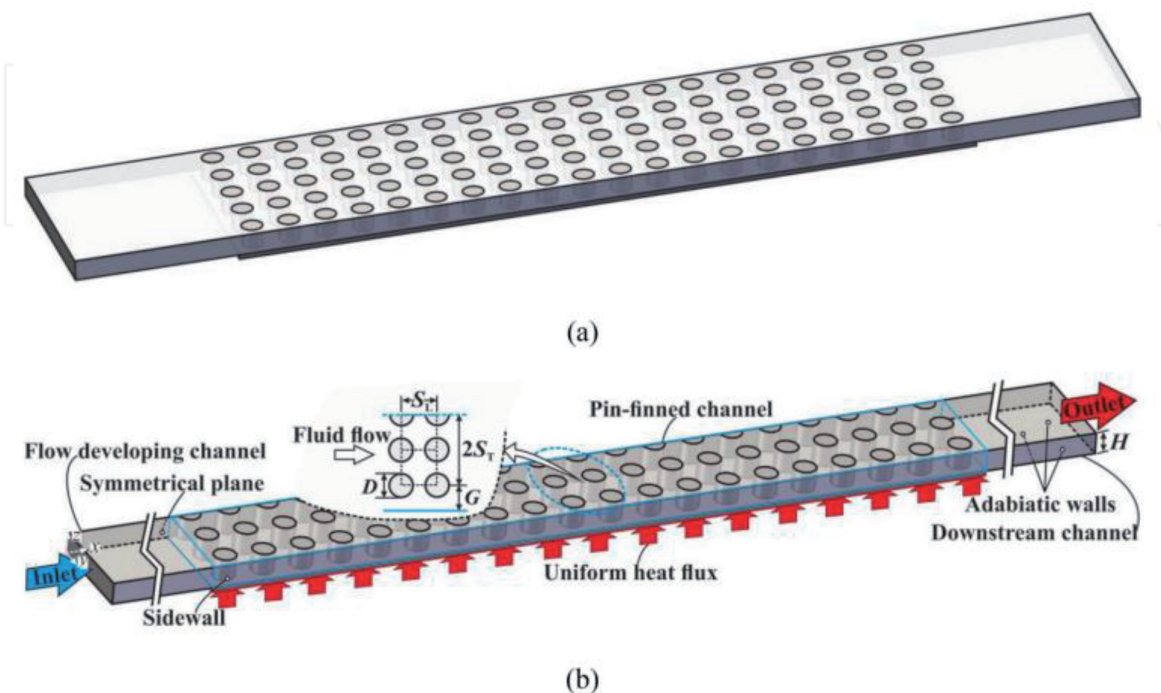 (a)
S_L
Fluid flow
2S_T
D
G
Pin-finned channel
Outlet
H
Flow developing channel
Symmetrical plane
x
Inlet
Sidewall
Uniform heat flux
Adabiatic walls
Downstream channel
(b)